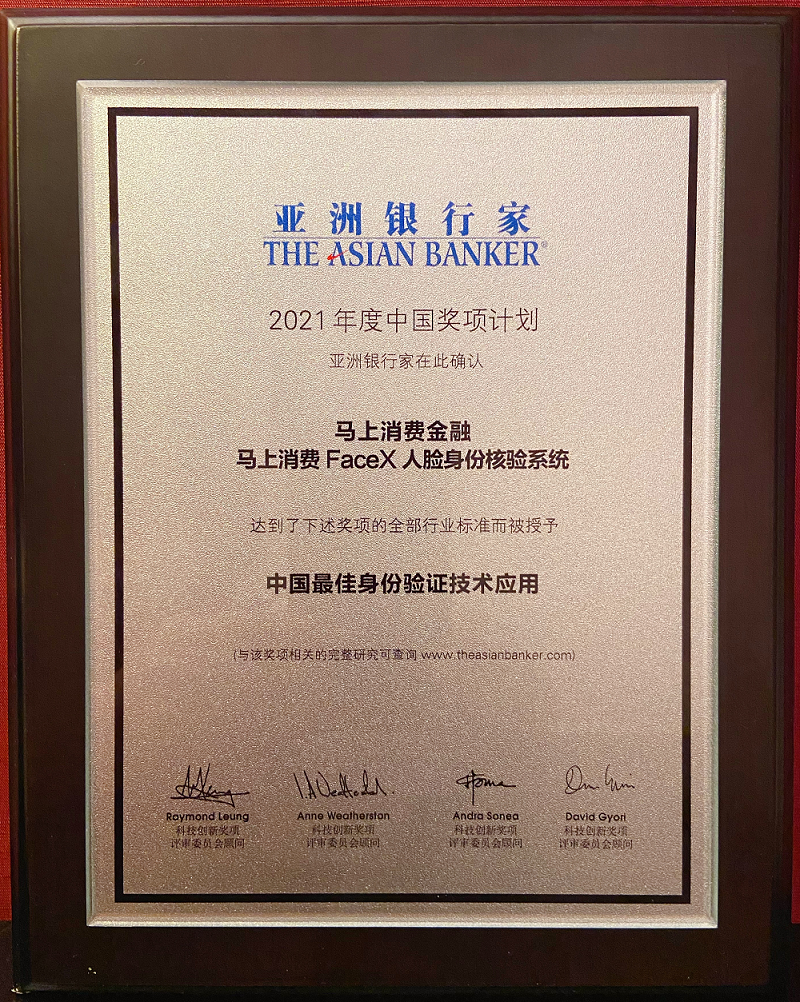 亚洲银行家
THE ASIAN BANKER®
2021年度中国奖项计划
亚洲银行家在此确认
马上消费金融
马上消费 FaceX 人脸身份核验系统
达到了下述奖项的全部行业标准而被授予
中国最佳身份验证技术应用
(与该奖项相关的完整研究可查询 www.theasianbanker.com)
Raymond Leung
科技创新奖项
评审委员会顾问
Anne Weatherston
科技创新奖项
评审委员会顾问
Andra Sonea
科技创新奖项
评审委员会顾问
David Gyori
科技创新奖项
评审委员会顾问